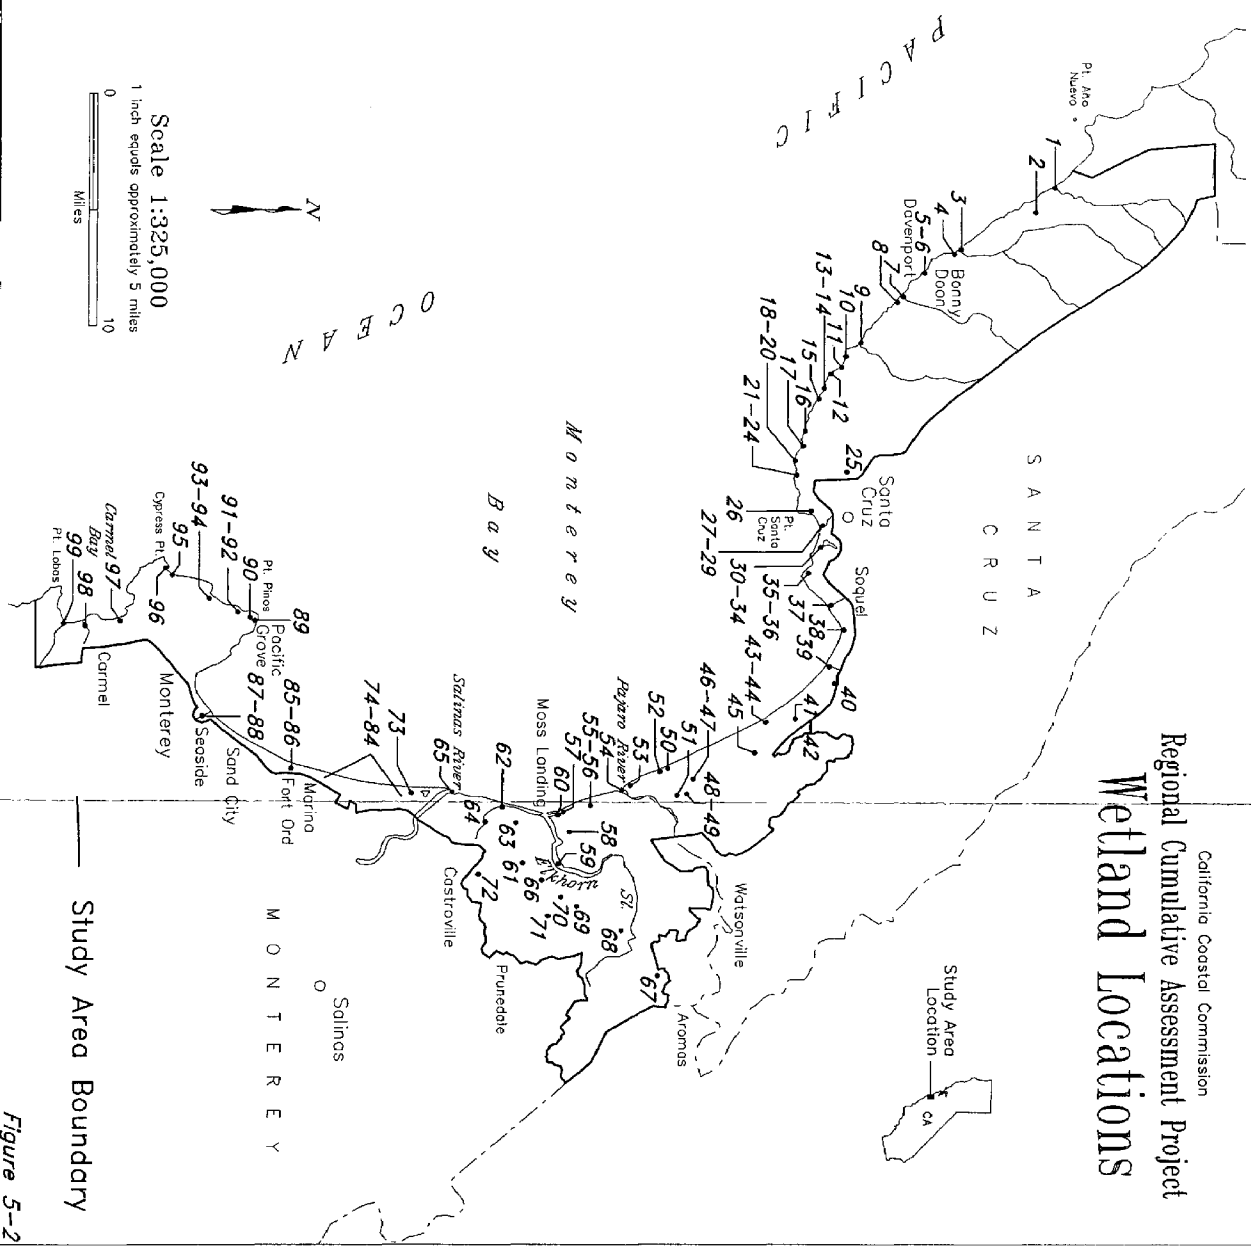 California Coastal Commission
Regional Cumulative Assessment Project
Wetland Locations
Study Area
Location
CA
PACIFIC
OCEAN
Monterey
Bay
SANTA
CRUZ
MONTEREY
Pt. Año
Nuevo
1
2
3
4
5-6
Davenport
Bonny
Doon
7
8
9
10
11
12
13-14
15
16
17
18-20
21-24
25
Santa
Cruz
26
Pt.
Santa
Cruz
27-29
30-34
35-36
37
38
39
Soquel
40
41
42
43-44
45
46-47
48-49
50
51
52
53
54
Pajaro River
55-56
57
58
59
60
Moss Landing
Elkhorn
Sl.
61
62
63
64
65
Salinas River
66
67
68
69
70
71
72
Watsonville
Aromas
Prunedale
Castroville
Salinas
73
74-84
Marina
Fort Ord
85-86
Sand City
87-88
Seaside
Monterey
89
Pacific
Grove
Pt. Pinos
90
91-92
93-94
95
Cypress Pt.
96
97
Carmel
Bay
98
99
Pt. Lobos
Carmel
N
Scale 1:325,000
1 inch equals approximately 5 miles
0 10
Miles
Study Area Boundary
Figure 5-2